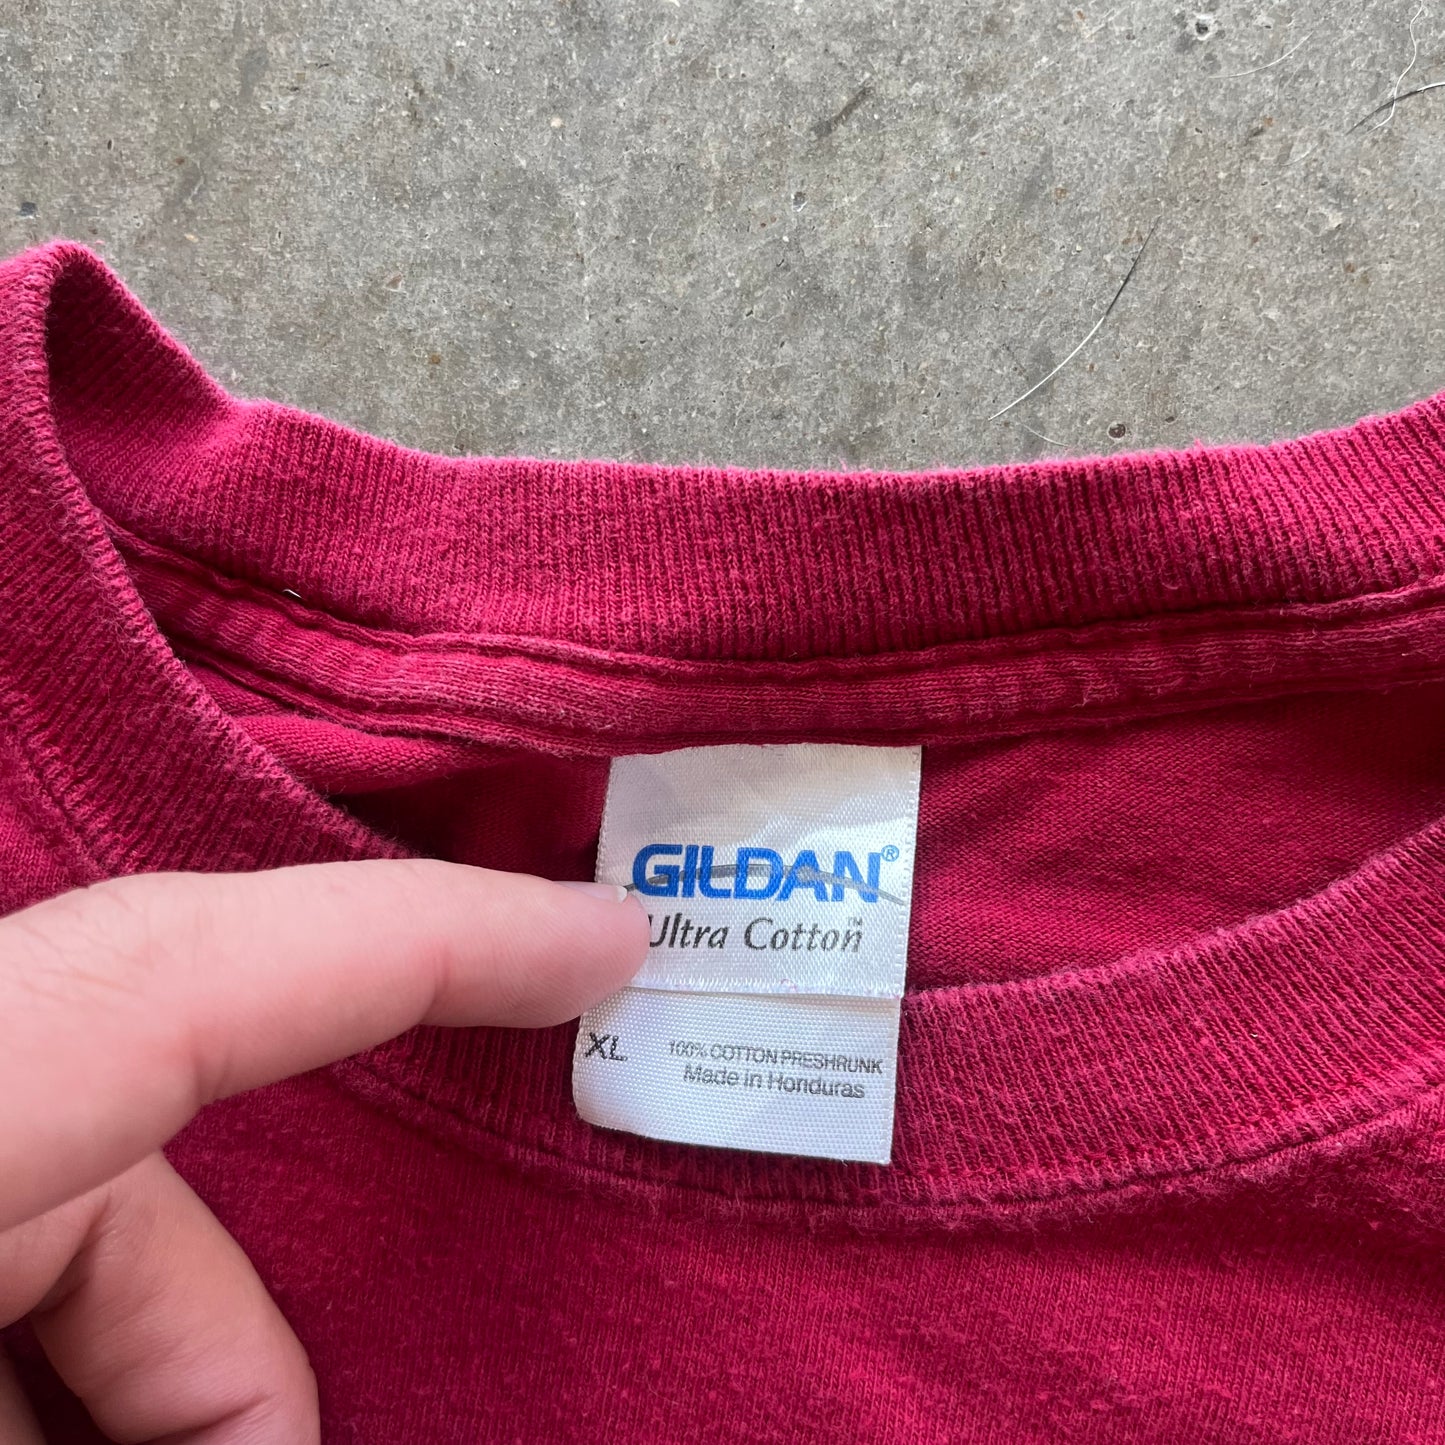 GILDAN®
Ultra Cotton™
XL 100% COTTON PRESHRUNK
Made in Honduras